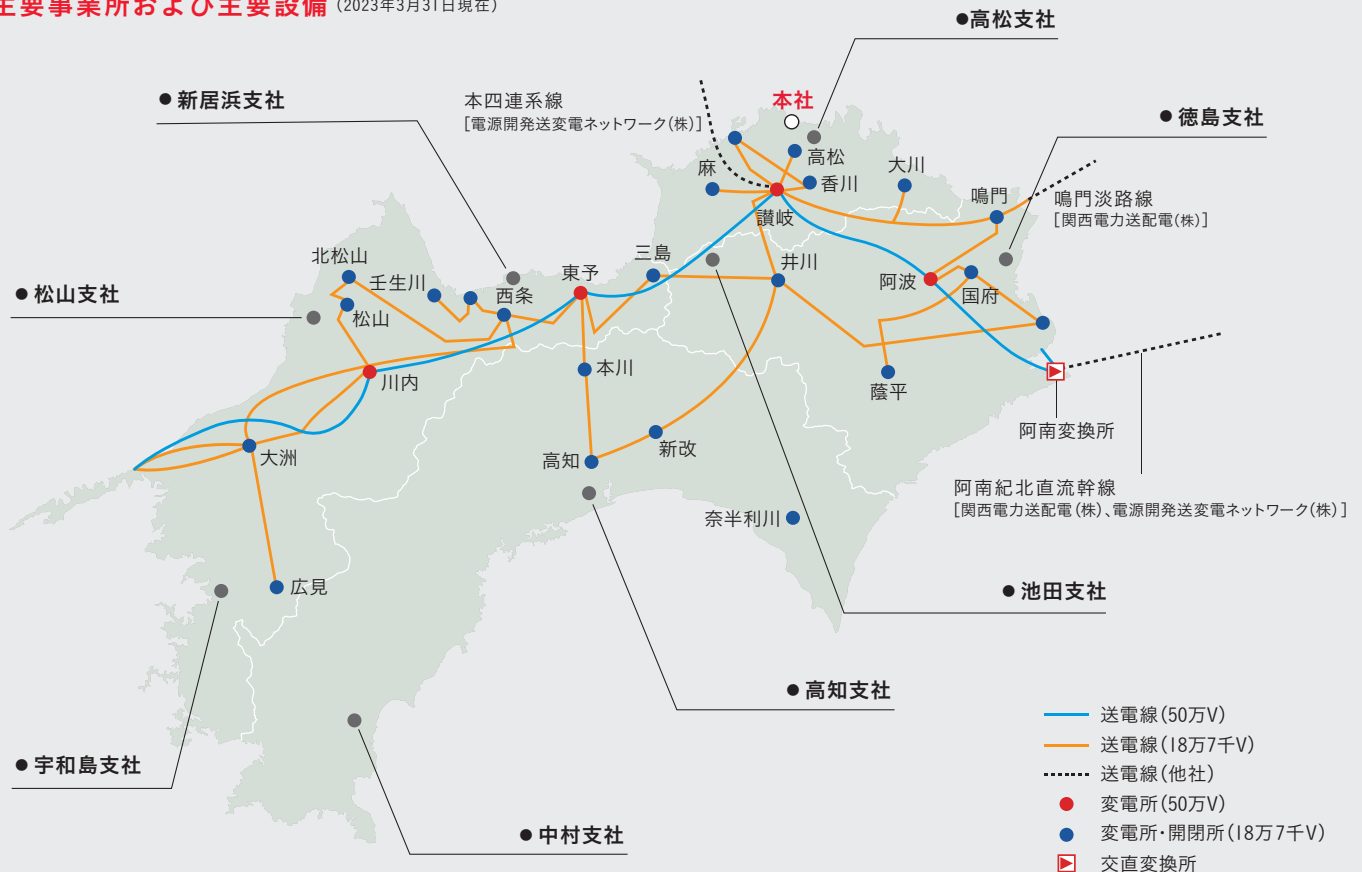 主要事業所および主要設備 (2023年3月31日現在)
●高松支社
●新居浜支社
本四連系線
[電源開発送変電ネットワーク(株)]
本社
●徳島支社
麻
高松
香川
大川
鳴門
鳴門淡路線
[関西電力送配電(株)]
讃岐
北松山
壬生川
西条
東予
三島
井川
阿波
国府
●松山支社
松山
川内
本川
蔭平
阿南変換所
大洲
高知
新改
阿南紀北直流幹線
[関西電力送配電(株)、電源開発送変電ネットワーク(株)]
奈半利川
広見
●池田支社
●高知支社
●宇和島支社
●中村支社
送電線(50万V)
送電線(18万7千V)
送電線(他社)
変電所(50万V)
変電所・開閉所(18万7千V)
交直変換所